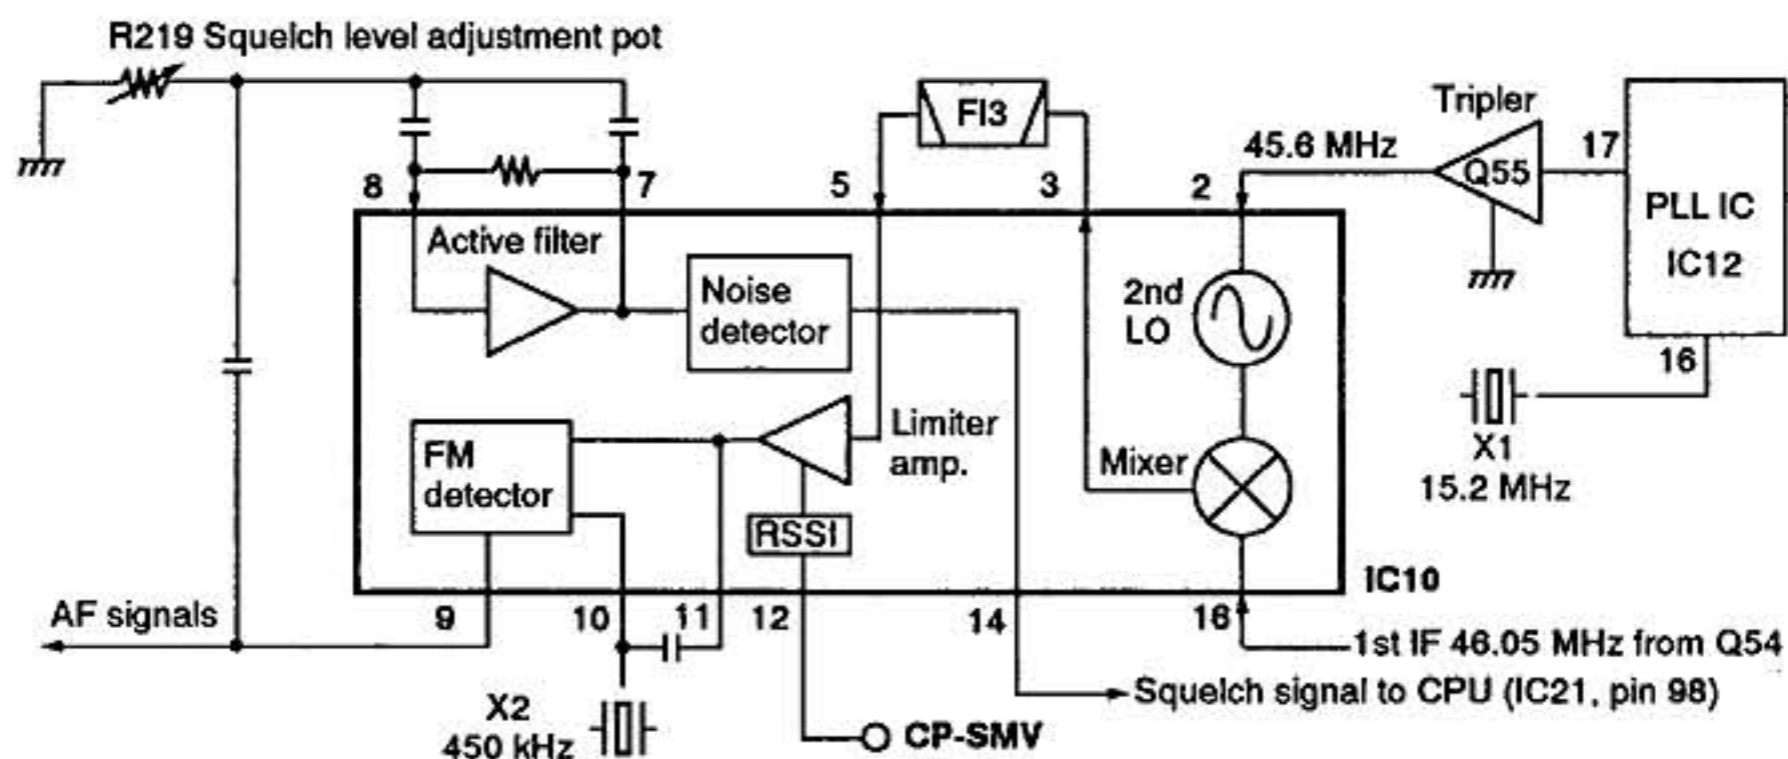 R219 Squelch level adjustment pot
FI3
Tripler
45.6 MHz
Q55
17
PLL IC
IC12
16
X1
15.2 MHz
8
7
5
3
2
Active filter
Noise
detector
2nd
LO
Limiter
amp.
Mixer
FM
detector
RSSI
IC10
AF signals
9
10
11
12
14
16
1st IF 46.05 MHz from Q54
Squelch signal to CPU (IC21, pin 98)
X2
450 kHz
CP-SMV